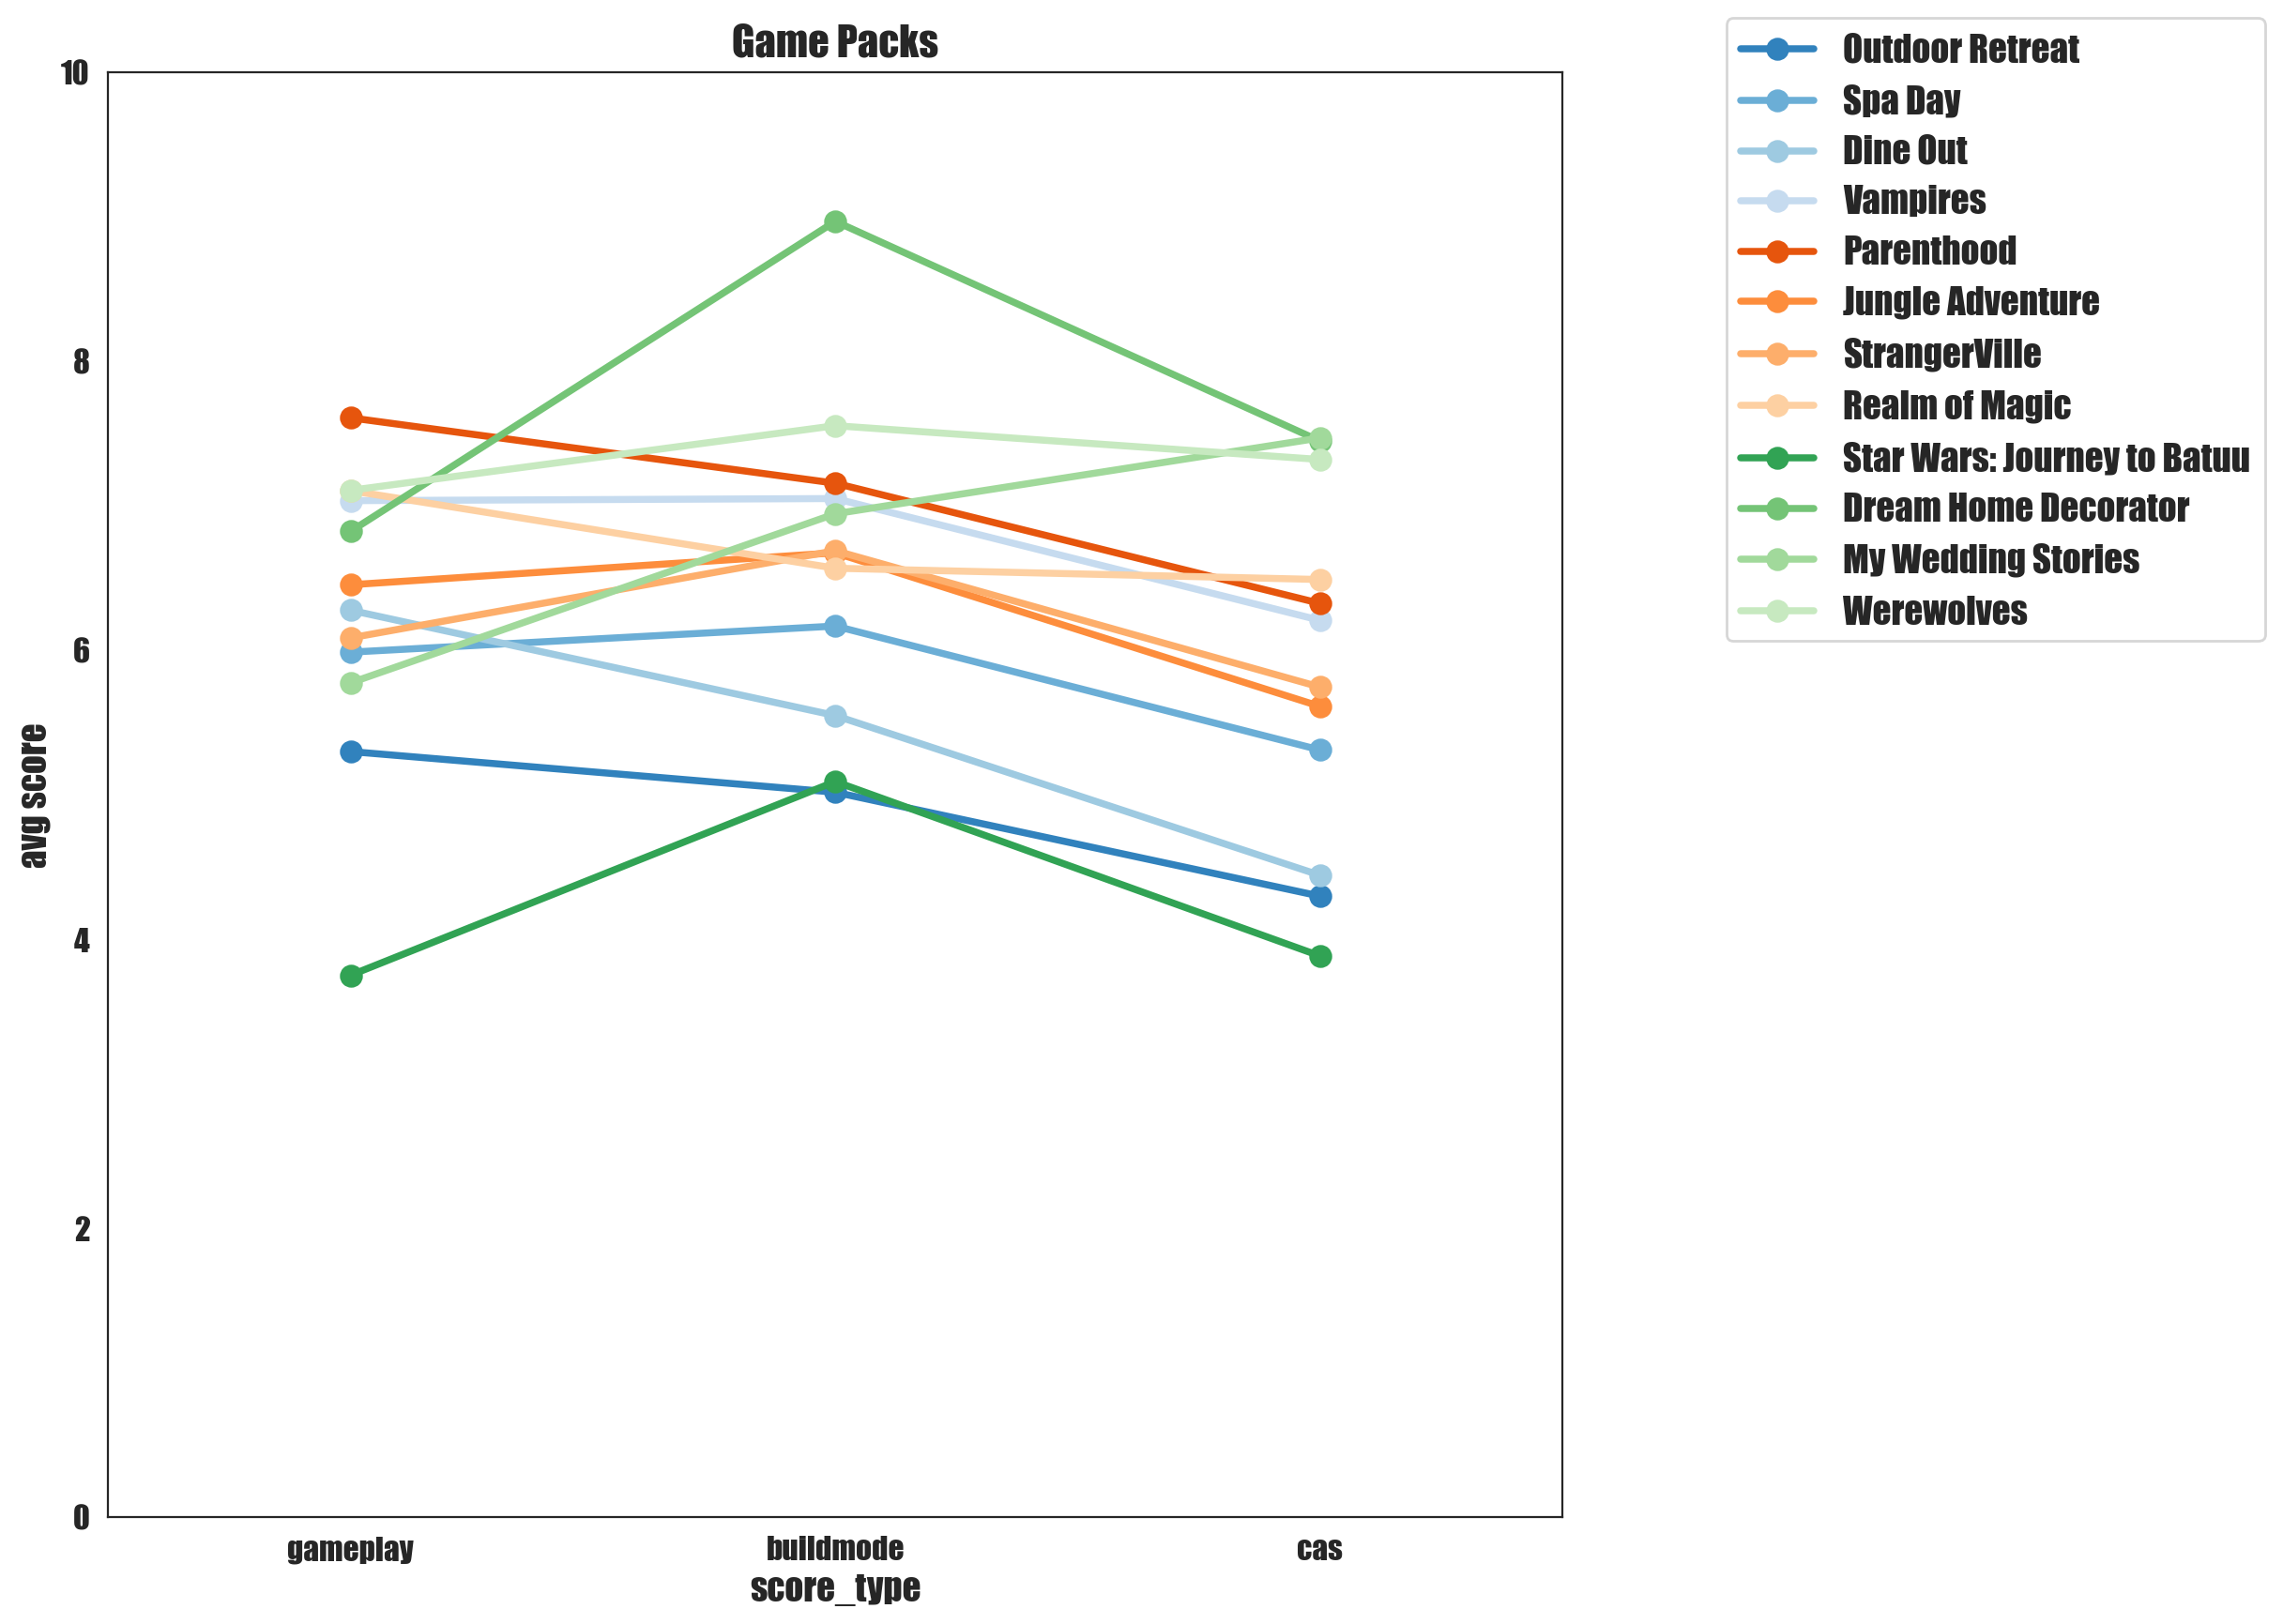 Game Packs
10
8
6
4
2
0
avg score
gameplay
buildmode
cas
score_type
Outdoor Retreat
Spa Day
Dine Out
Vampires
Parenthood
Jungle Adventure
StrangerVille
Realm of Magic
Star Wars: Journey to Batuu
Dream Home Decorator
My Wedding Stories
Werewolves